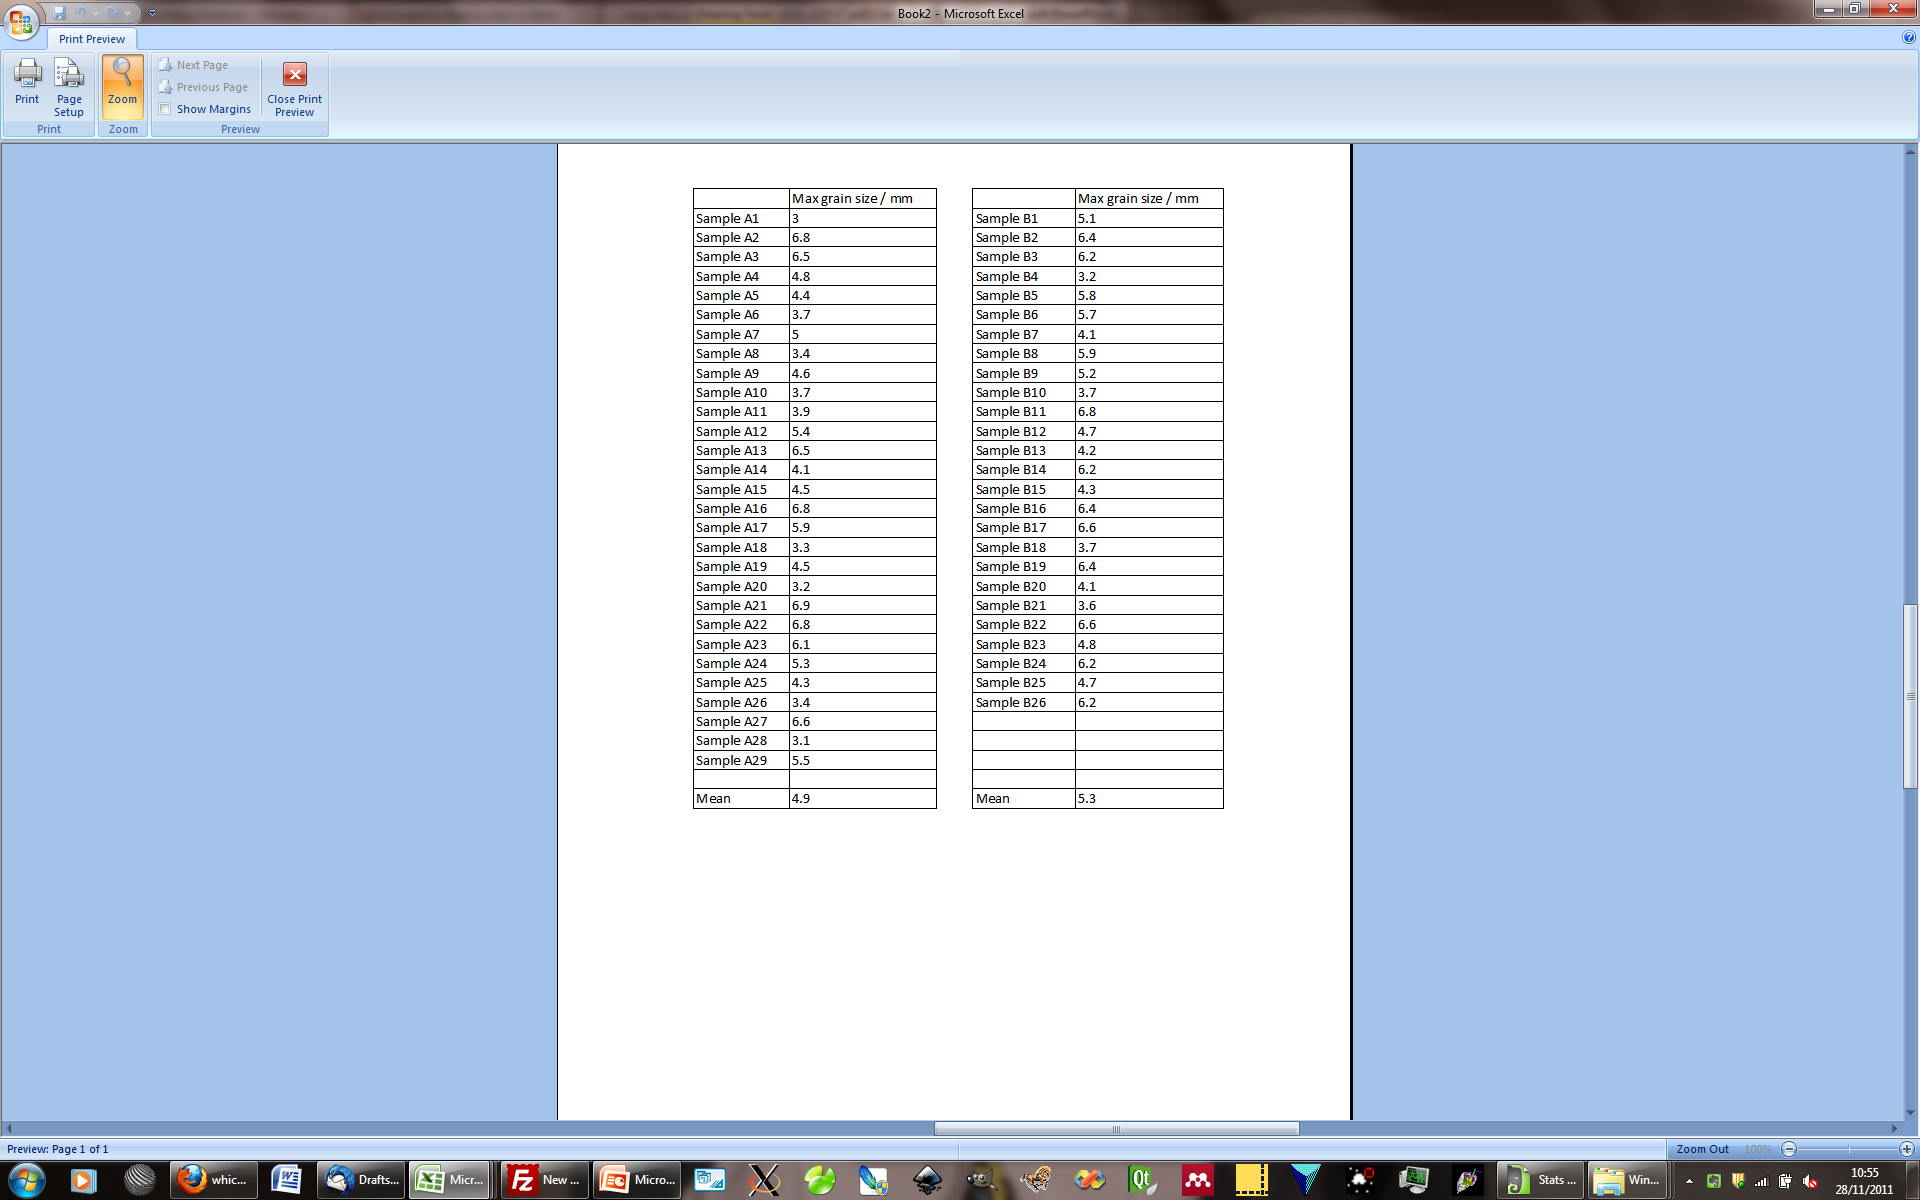 Book2 - Microsoft Excel
Print Preview
Print
Page Setup
Zoom
Next Page
Previous Page
Show Margins
Close Print Preview
Print
Zoom
Preview
Max grain size / mm
Sample A1 3
Sample A2 6.8
Sample A3 6.5
Sample A4 4.8
Sample A5 4.4
Sample A6 3.7
Sample A7 5
Sample A8 3.4
Sample A9 4.6
Sample A10 3.7
Sample A11 3.9
Sample A12 5.4
Sample A13 6.5
Sample A14 4.1
Sample A15 4.5
Sample A16 6.8
Sample A17 5.9
Sample A18 3.3
Sample A19 4.5
Sample A20 3.2
Sample A21 6.9
Sample A22 6.8
Sample A23 6.1
Sample A24 5.3
Sample A25 4.3
Sample A26 3.4
Sample A27 6.6
Sample A28 3.1
Sample A29 5.5
Mean 4.9
Max grain size / mm
Sample B1 5.1
Sample B2 6.4
Sample B3 6.2
Sample B4 3.2
Sample B5 5.8
Sample B6 5.7
Sample B7 4.1
Sample B8 5.9
Sample B9 5.2
Sample B10 3.7
Sample B11 6.8
Sample B12 4.7
Sample B13 4.2
Sample B14 6.2
Sample B15 4.3
Sample B16 6.4
Sample B17 6.6
Sample B18 3.7
Sample B19 6.4
Sample B20 4.1
Sample B21 3.6
Sample B22 6.6
Sample B23 4.8
Sample B24 6.2
Sample B25 4.7
Sample B26 6.2
Mean 5.3
Preview: Page 1 of 1
Zoom Out 100%
whic...
Drafts...
Micr...
New ...
Micro...
Qt
Stats ...
Win...
10:55
28/11/2011